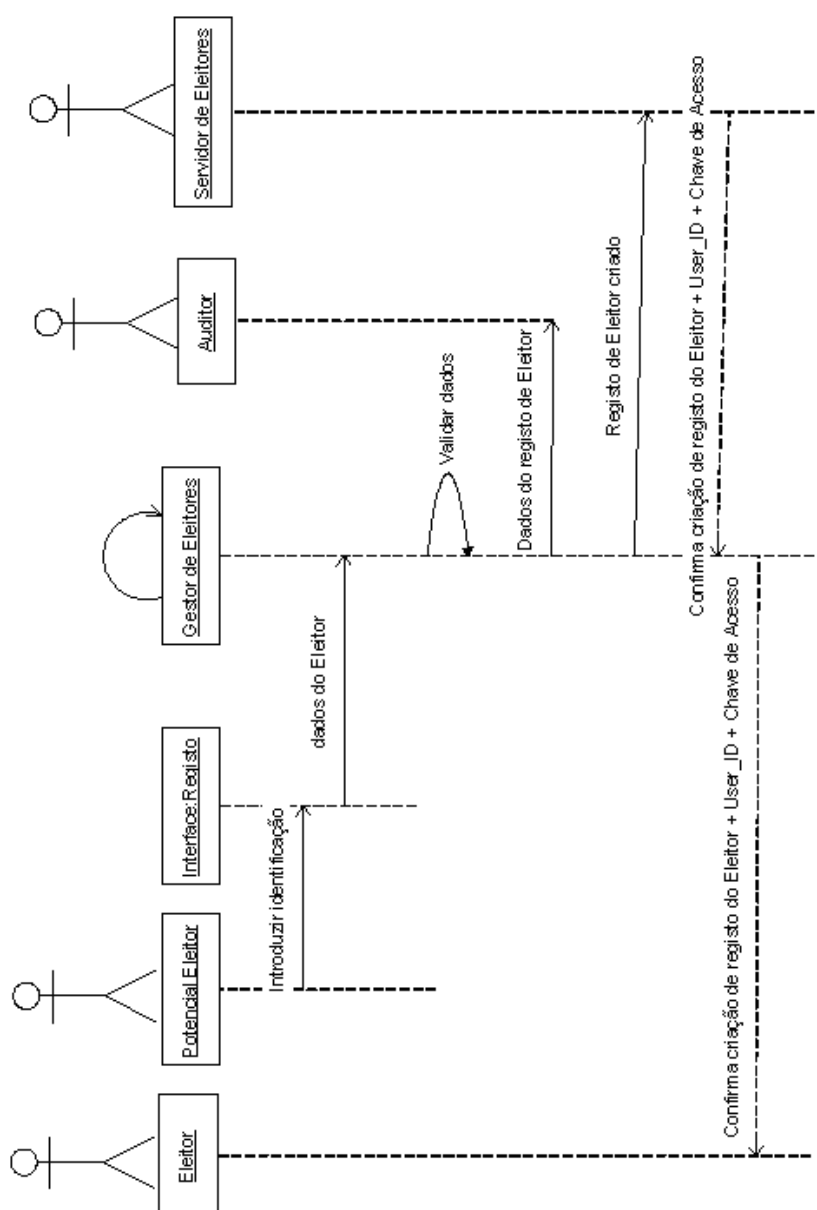 Eleitor
Potencial Eleitor
Interface:Registo
Gestor de Eleitores
Auditor
Servidor de Eleitores
Introduzir identificação
dados do Eleitor
Validar dados
Dados do registo de Eleitor
Registo de Eleitor criado
Confirma criação de registo do Eleitor + User_ID + Chave de Acesso
Confirma criação de registo do Eleitor + User_ID + Chave de Acesso